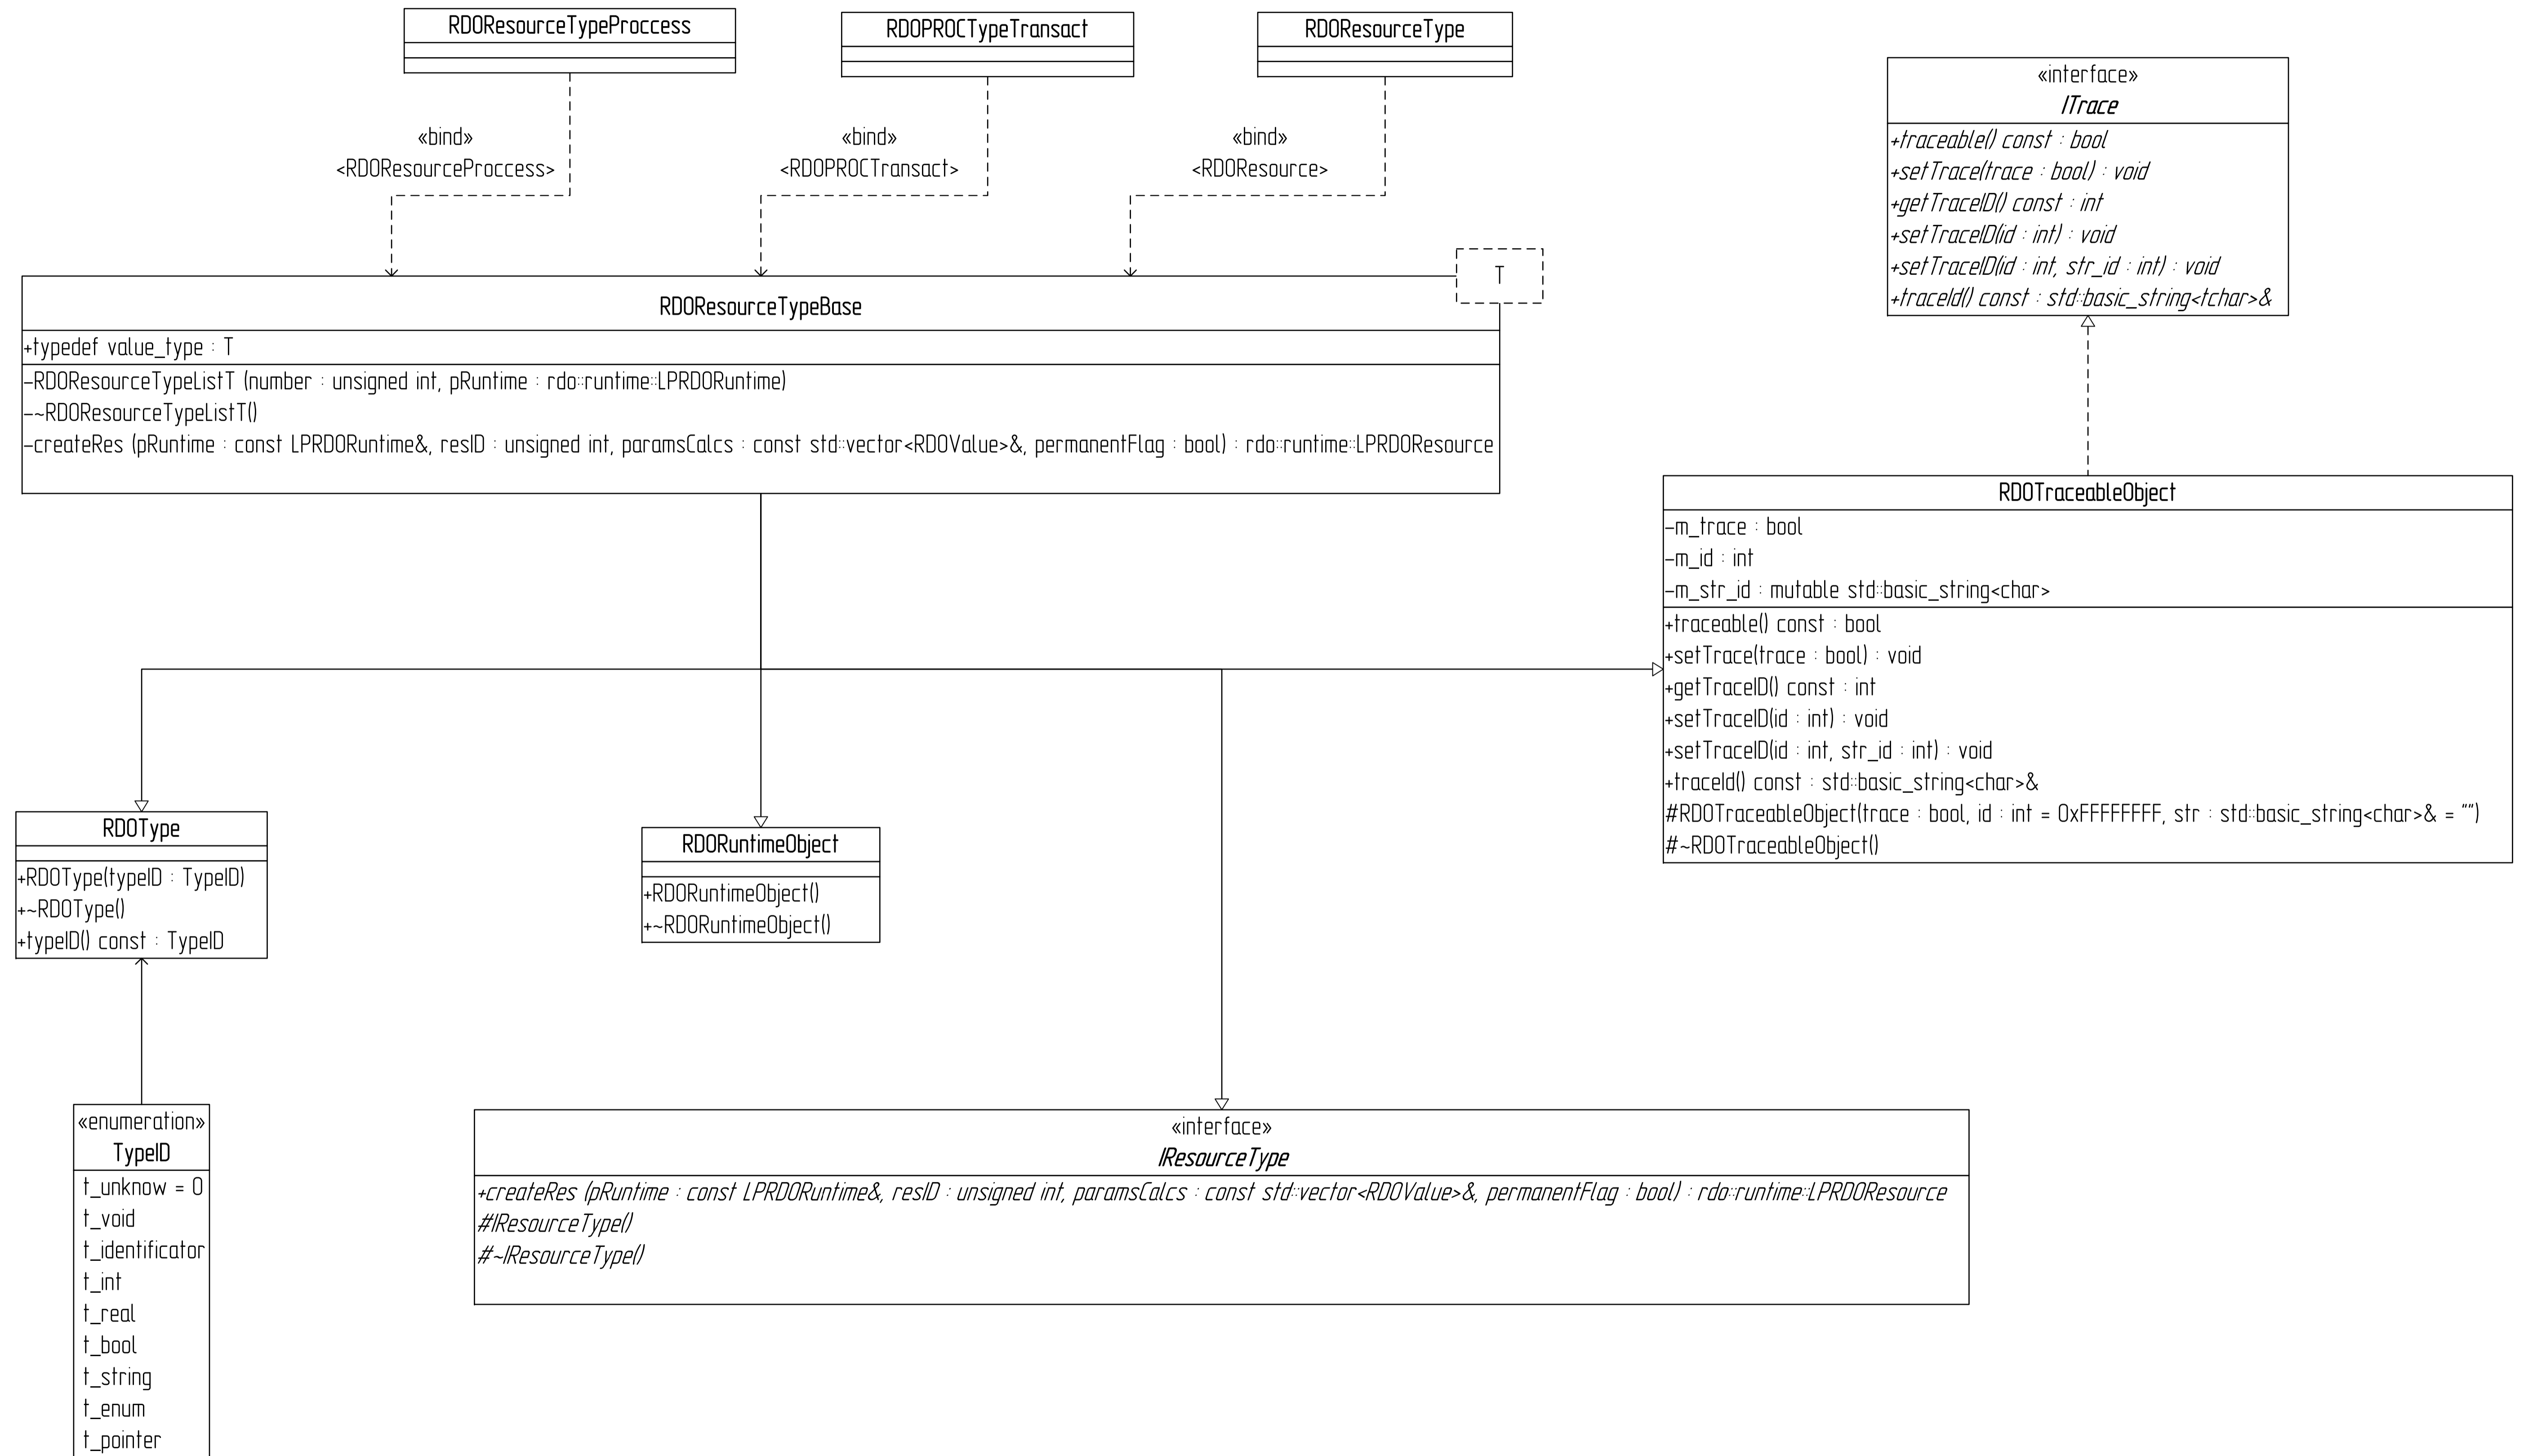 RDOResourceTypeProccess
RDOPROCTypeTransact
RDOResourceType
«bind»
<RDOResourceProccess>
«bind»
<RDOPROCTransact>
«bind»
<RDOResource>
«interface»
ITrace
+traceable() const : bool
+setTrace(trace : bool) : void
+getTraceID() const : int
+setTraceID(id : int) : void
+setTraceID(id : int, str_id : int) : void
+traceId() const : std::basic_string<tchar>&
T
RDOResourceTypeBase
+typedef value_type : T
-RDOResourceTypeListT (number : unsigned int, pRuntime : rdo::runtime::LPRDORuntime)
-~RDOResourceTypeListT()
-createRes (pRuntime : const LPRDORuntime&, resID : unsigned int, paramsCalcs : const std::vector<RDOValue>&, permanentFlag : bool) : rdo::runtime::LPRDOResource
RDOTraceableObject
-m_trace : bool
-m_id : int
-m_str_id : mutable std::basic_string<char>
+traceable() const : bool
+setTrace(trace : bool) : void
+getTraceID() const : int
+setTraceID(id : int) : void
+setTraceID(id : int, str_id : int) : void
+traceId() const : std::basic_string<char>&
#RDOTraceableObject(trace : bool, id : int = 0xFFFFFFFF, str : std::basic_string<char>& = "")
#~RDOTraceableObject()
RDOType
+RDOType(typeID : TypeID)
+~RDOType()
+typeID() const : TypeID
RDORuntimeObject
+RDORuntimeObject()
+~RDORuntimeObject()
«enumeration»
TypeID
t_unknow = 0
t_void
t_identificator
t_int
t_real
t_bool
t_string
t_enum
t_pointer
«interface»
IResourceType
+createRes (pRuntime : const LPRDORuntime&, resID : unsigned int, paramsCalcs : const std::vector<RDOValue>&, permanentFlag : bool) : rdo::runtime::LPRDOResource
#IResourceType()
#~IResourceType()